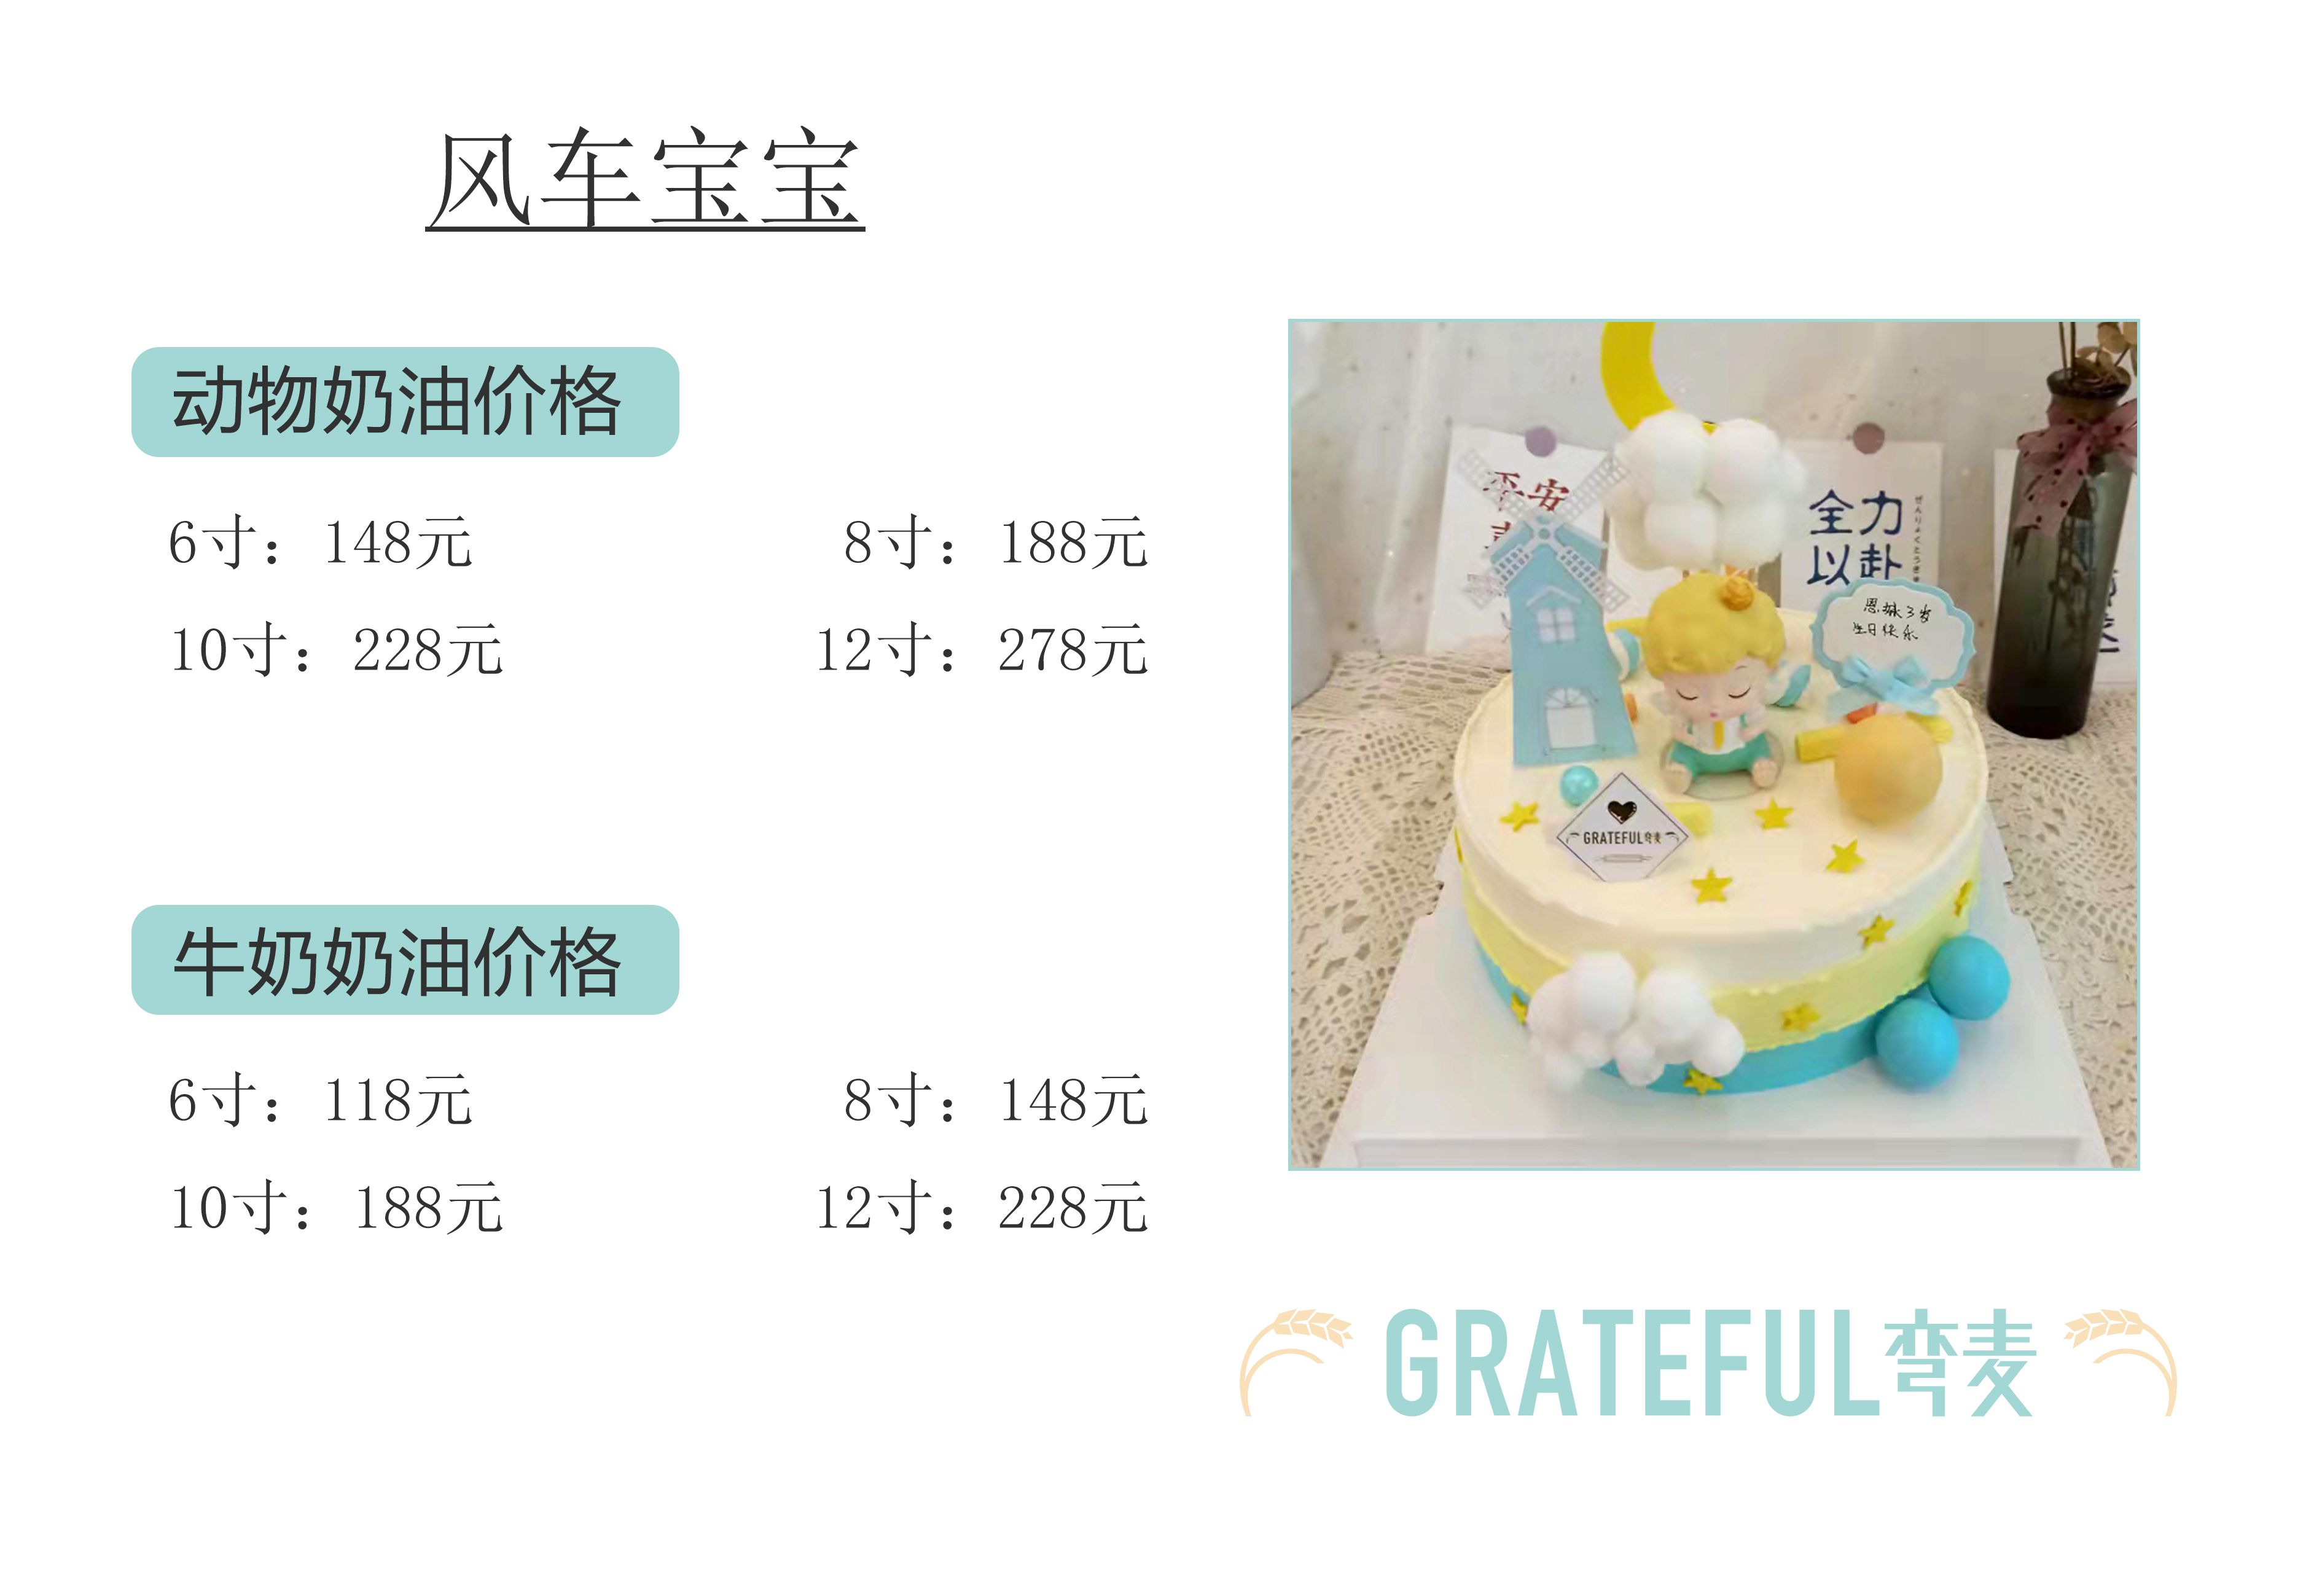 风车宝宝
动物奶油价格
6寸：148元 8寸：188元
10寸：228元 12寸：278元
牛奶奶油价格
6寸：118元 8寸：148元
10寸：188元 12寸：228元
平安
全力
以赴
3岁
生日快乐
GRATEFUL弯麦
GRATEFUL弯麦